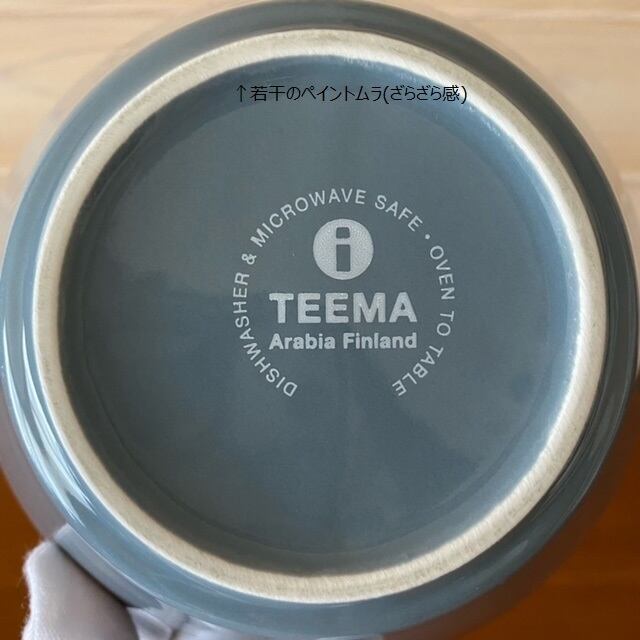 ↑若干のペイントムラ(ざらざら感)
DISHWASHER & MICROWAVE SAFE • OVEN TO TABLE
i
TEEMA
Arabia Finland